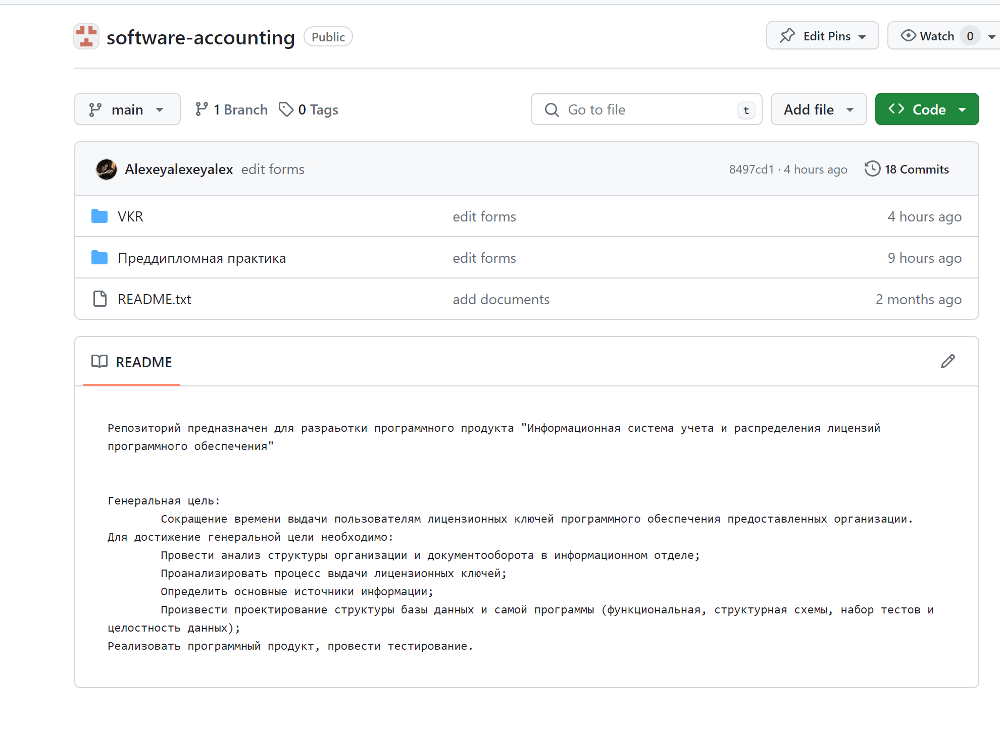 software-accounting Public Edit Pins Watch 0
main 1 Branch 0 Tags Go to file t Add file Code
Alexeyalexeyalex edit forms 8497cd1 · 4 hours ago 18 Commits
VKR edit forms 4 hours ago
Преддипломная практика edit forms 9 hours ago
README.txt add documents 2 months ago
README
Репозиторий предназначен для разраьотки программного продукта "Информационная система учета и распределения лицензий
программного обеспечения"
Генеральная цель:
Сокращение времени выдачи пользователям лицензионных ключей программного обеспечения предоставленных организации.
Для достижение генеральной цели необходимо:
Провести анализ структуры организации и документооборота в информационном отделе;
Проанализировать процесс выдачи лицензионных ключей;
Определить основные источники информации;
Произвести проектирование структуры базы данных и самой программы (функциональная, структурная схемы, набор тестов и
целостность данных);
Реализовать программный продукт, провести тестирование.